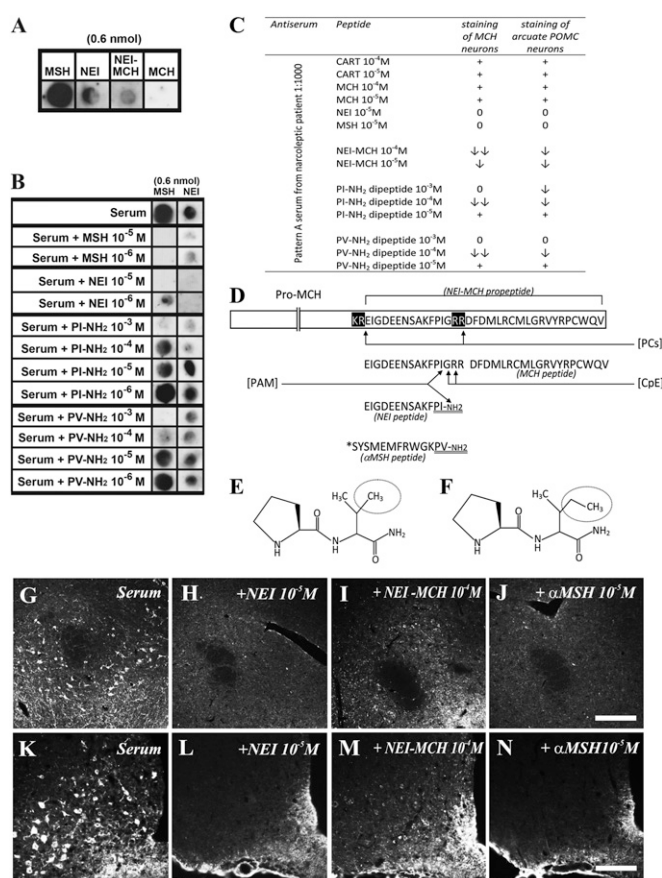 A
(0.6 nmol)
MSH NEI NEI-MCH MCH
B
(0.6 nmol)
MSH NEI
Serum
Serum + MSH 10-5 M
Serum + MSH 10-6 M
Serum + NEI 10-5 M
Serum + NEI 10-6 M
Serum + PI-NH2 10-3 M
Serum + PI-NH2 10-4 M
Serum + PI-NH2 10-5 M
Serum + PI-NH2 10-6 M
Serum + PV-NH2 10-3 M
Serum + PV-NH2 10-4 M
Serum + PV-NH2 10-5 M
Serum + PV-NH2 10-6 M
C
Antiserum Peptide staining of MCH neurons staining of arcuate POMC neurons
Pattern A serum from narcoleptic patient 1:1000
CART 10-4M + +
CART 10-5M + +
MCH 10-4M + +
MCH 10-5M + +
NEI 10-5M 0 0
MSH 10-5M 0 0
NEI-MCH 10-4M ↓↓ ↓
NEI-MCH 10-5M ↓ ↓
PI-NH2 dipeptide 10-3M 0 ↓
PI-NH2 dipeptide 10-4M ↓↓ ↓
PI-NH2 dipeptide 10-5M + +
PV-NH2 dipeptide 10-3M 0 0
PV-NH2 dipeptide 10-4M ↓↓ ↓
PV-NH2 dipeptide 10-5M + +
D
Pro-MCH
(NEI-MCH propeptide)
KREIGDEENSAKFPIGRRDFDMLRCMLGRVYRPCWQV
[PCs]
EIGDEENSAKFPIGRR DFDMLRCMLGRVYRPCWQV
(MCH peptide)
[PAM]
[CpE]
EIGDEENSAKFPI-NH2
(NEI peptide)
*SYSMEMFRWGKPV-NH2
(αMSH peptide)
E
H3C CH3
O
NH
NH2
N
H
O
F
H3C
CH3
O
NH
NH2
N
H
O
G Serum
H +NEI 10-5M
I + NEI-MCH 10-4M
J + αMSH 10-5M
K Serum
L +NEI 10-5M
M + NEI-MCH 10-4M
N + αMSH10-5M